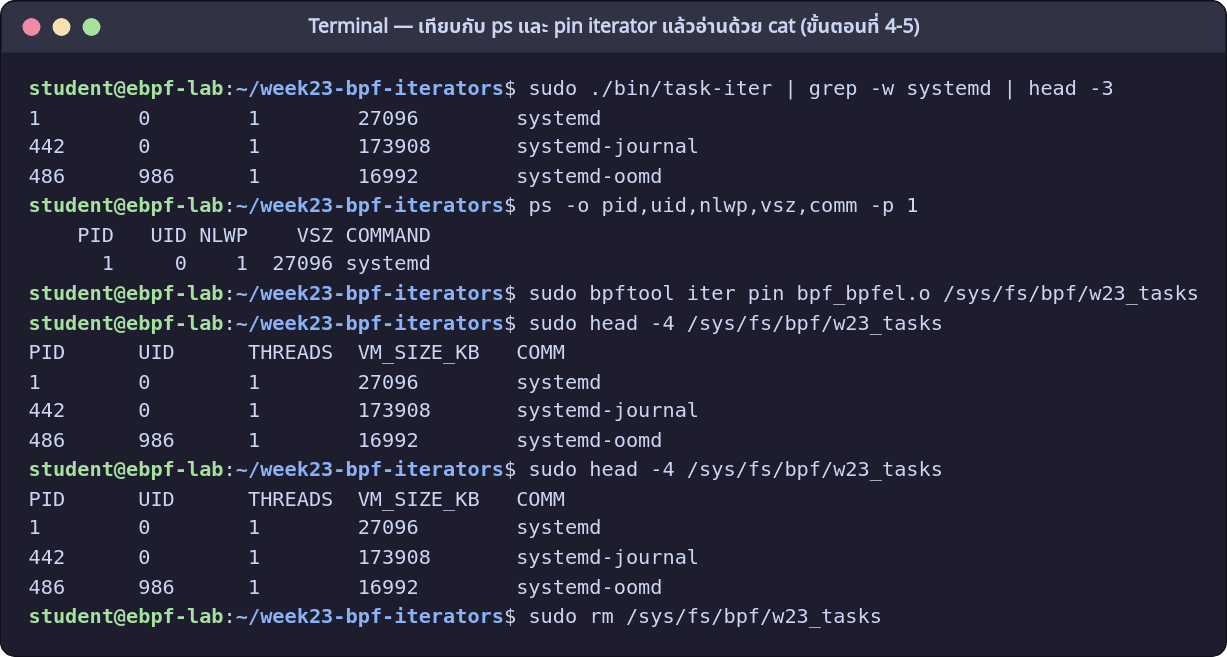 Terminal — เทียบกับ ps และ pin iterator แล้วอ่านด้วย cat (ขั้นตอนที่ 4-5)
student@ebpf-lab:~/week23-bpf-iterators$ sudo ./bin/task-iter | grep -w systemd | head -3
1        0        1        27096        systemd
442      0        1        173908       systemd-journal
486      986      1        16992        systemd-oomd
student@ebpf-lab:~/week23-bpf-iterators$ ps -o pid,uid,nlwp,vsz,comm -p 1
    PID   UID NLWP    VSZ COMMAND
      1     0    1  27096 systemd
student@ebpf-lab:~/week23-bpf-iterators$ sudo bpftool iter pin bpf_bpfel.o /sys/fs/bpf/w23_tasks
student@ebpf-lab:~/week23-bpf-iterators$ sudo head -4 /sys/fs/bpf/w23_tasks
PID      UID      THREADS  VM_SIZE_KB   COMM
1        0        1        27096        systemd
442      0        1        173908       systemd-journal
486      986      1        16992        systemd-oomd
student@ebpf-lab:~/week23-bpf-iterators$ sudo head -4 /sys/fs/bpf/w23_tasks
PID      UID      THREADS  VM_SIZE_KB   COMM
1        0        1        27096        systemd
442      0        1        173908       systemd-journal
486      986      1        16992        systemd-oomd
student@ebpf-lab:~/week23-bpf-iterators$ sudo rm /sys/fs/bpf/w23_tasks